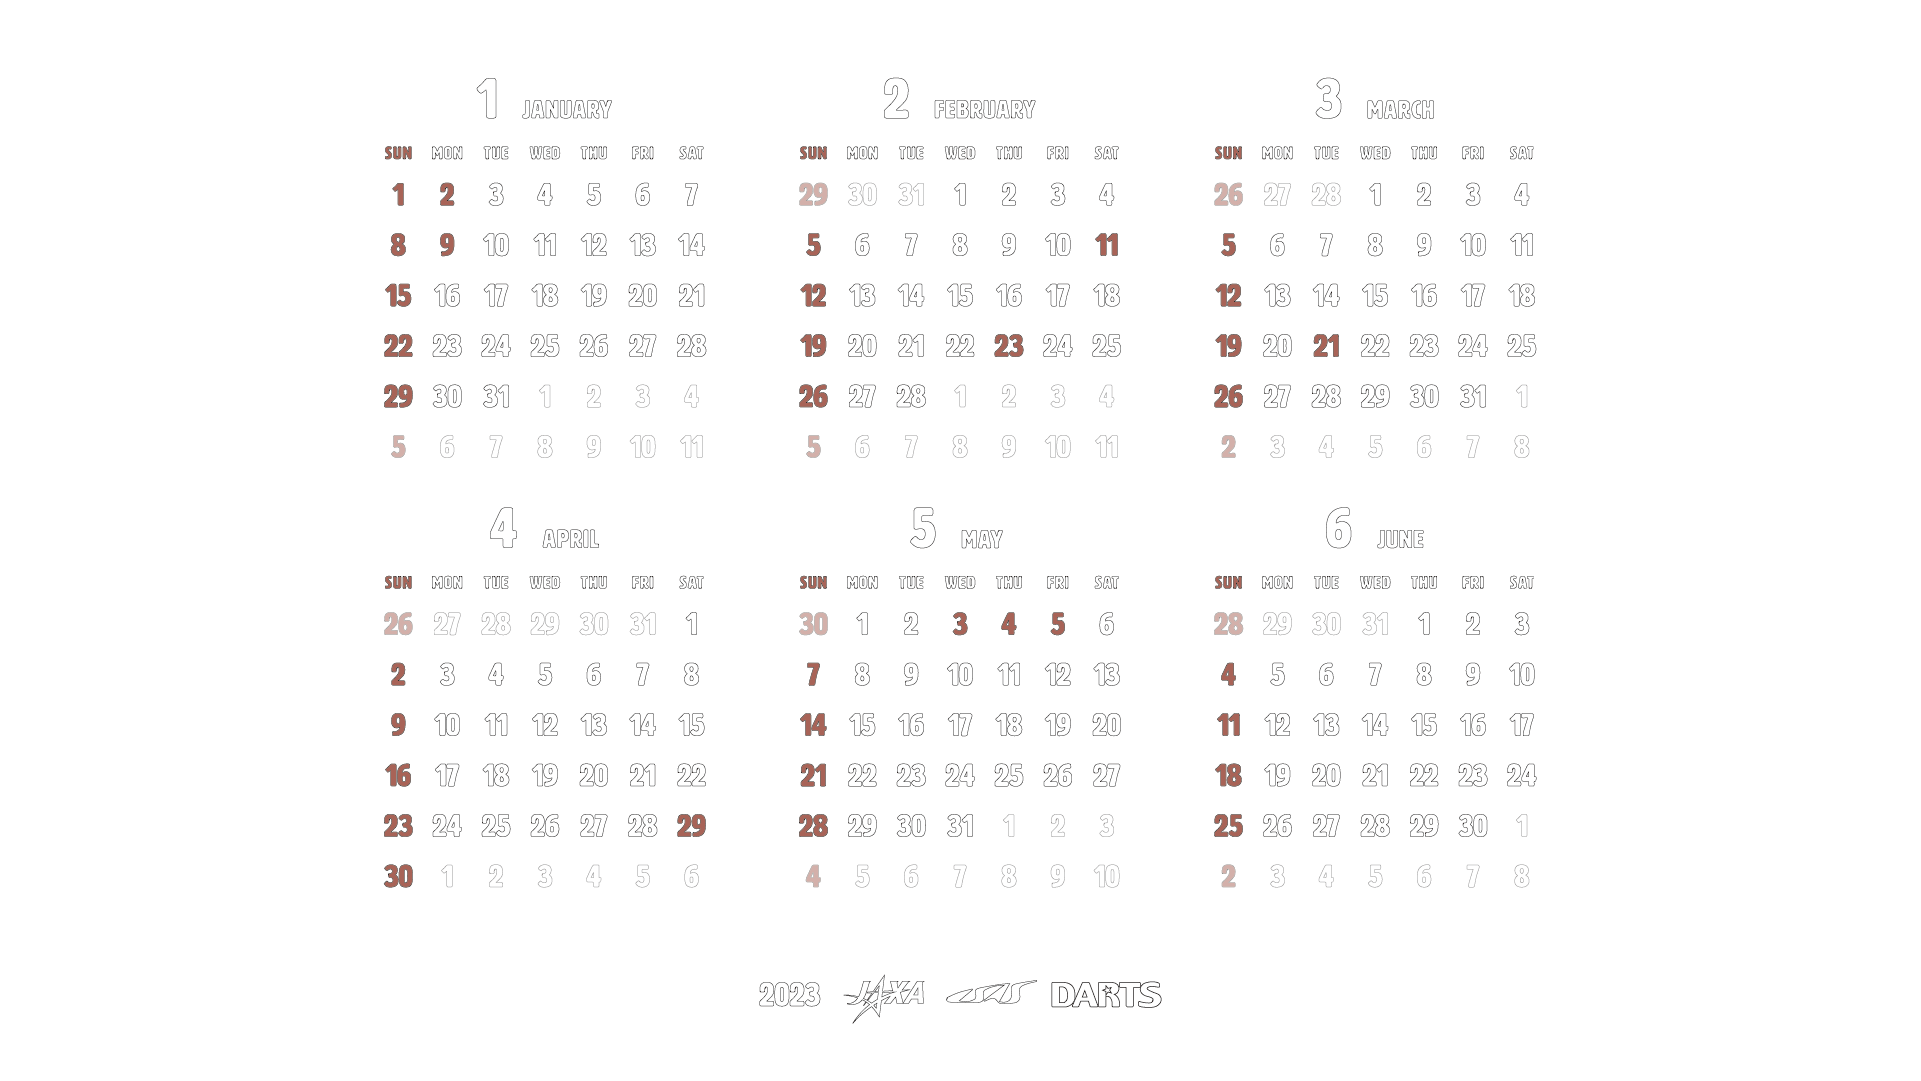 1 JANUARY
SUN MON TUE WED THU FRI SAT
1 2 3 4 5 6 7
8 9 10 11 12 13 14
15 16 17 18 19 20 21
22 23 24 25 26 27 28
29 30 31 1 2 3 4
5 6 7 8 9 10 11
2 FEBRUARY
SUN MON TUE WED THU FRI SAT
29 30 31 1 2 3 4
5 6 7 8 9 10 11
12 13 14 15 16 17 18
19 20 21 22 23 24 25
26 27 28 1 2 3 4
5 6 7 8 9 10 11
3 MARCH
SUN MON TUE WED THU FRI SAT
26 27 28 1 2 3 4
5 6 7 8 9 10 11
12 13 14 15 16 17 18
19 20 21 22 23 24 25
26 27 28 29 30 31 1
2 3 4 5 6 7 8
4 APRIL
SUN MON TUE WED THU FRI SAT
26 27 28 29 30 31 1
2 3 4 5 6 7 8
9 10 11 12 13 14 15
16 17 18 19 20 21 22
23 24 25 26 27 28 29
30 1 2 3 4 5 6
5 MAY
SUN MON TUE WED THU FRI SAT
30 1 2 3 4 5 6
7 8 9 10 11 12 13
14 15 16 17 18 19 20
21 22 23 24 25 26 27
28 29 30 31 1 2 3
4 5 6 7 8 9 10
6 JUNE
SUN MON TUE WED THU FRI SAT
28 29 30 31 1 2 3
4 5 6 7 8 9 10
11 12 13 14 15 16 17
18 19 20 21 22 23 24
25 26 27 28 29 30 1
2 3 4 5 6 7 8
2023 JAXA ISAS DARTS